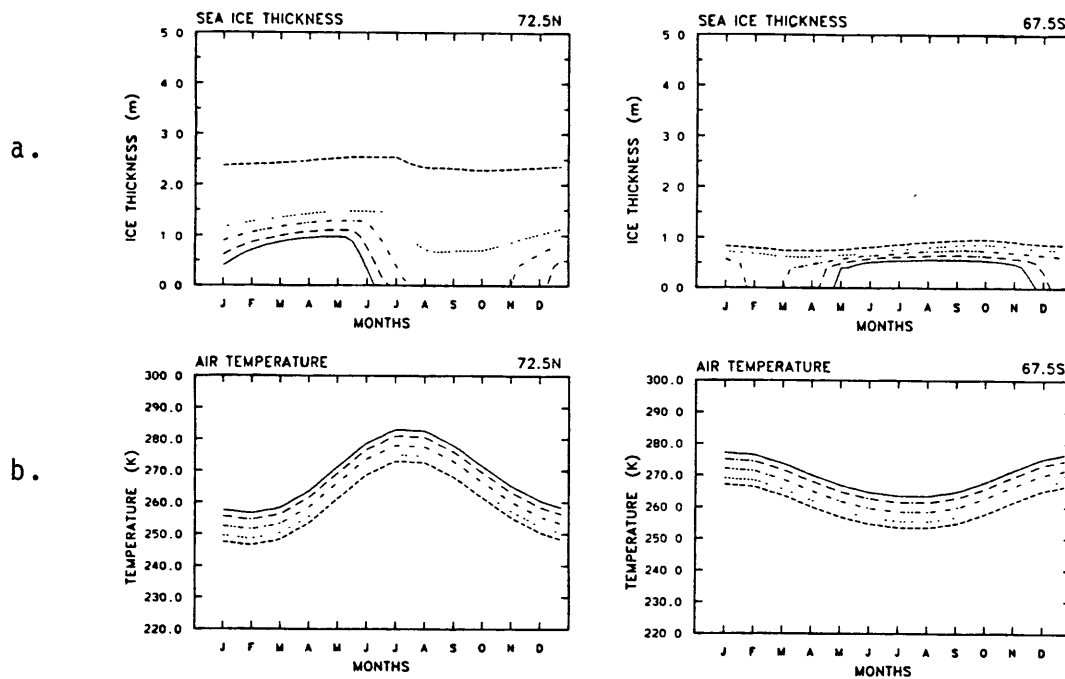 a.
SEA ICE THICKNESS 72.5N
5 0
4 0
3 0
2 0
1 0
0 0
ICE THICKNESS (m)
J F M A M J J A S O N D
MONTHS
SEA ICE THICKNESS 67.5S
5 0
4 0
3 0
2 0
1 0
0 0
ICE THICKNESS (m)
J F M A M J J A S O N D
MONTHS
b.
AIR TEMPERATURE 72.5N
300 0
290.0
280.0
270.0
260.0
250.0
240.0
230.0
220.0
TEMPERATURE (K)
J F M A M J J A S O N D
MONTHS
AIR TEMPERATURE 67.5S
300.0
290.0
280.0
270.0
260.0
250.0
240.0
230.0
220 0
TEMPERATURE (K)
J F M A M J J A S O N D
MONTHS